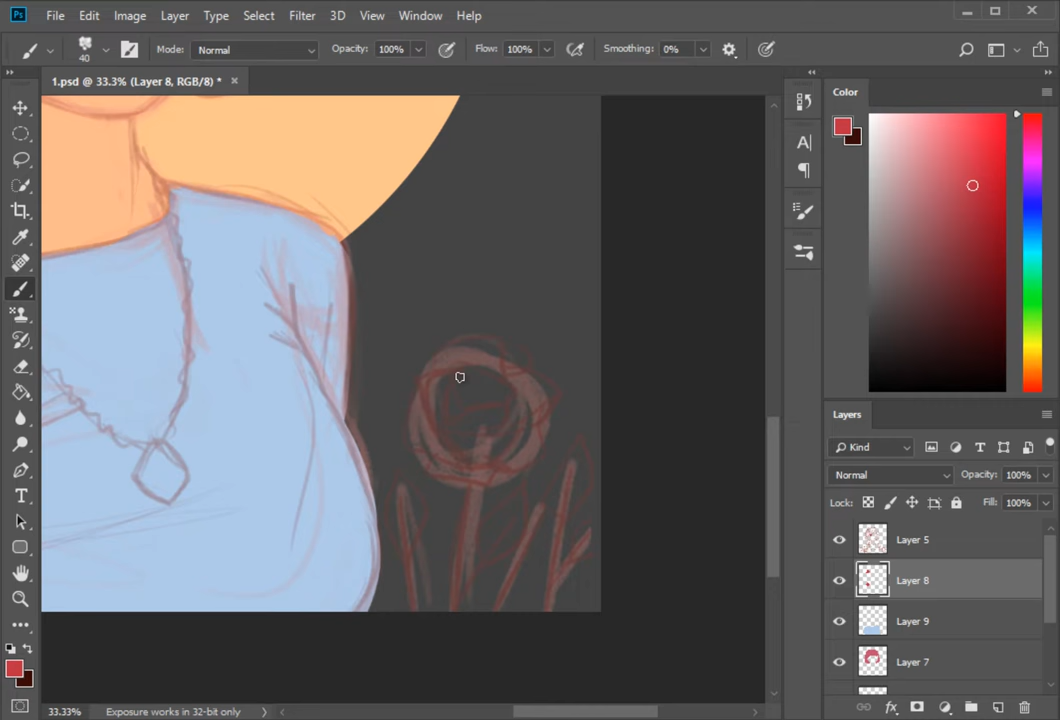 Ps File Edit Image Layer Type Select Filter 3D View Window Help
40 Mode: Normal Opacity: 100% Flow: 100% Smoothing: 0%
1.psd @ 33.3% (Layer 8, RGB/8) *
Color
Layers
Kind
Normal Opacity: 100%
Lock: Fill: 100%
Layer 5
Layer 8
Layer 9
Layer 7
33.33% Exposure works in 32-bit only